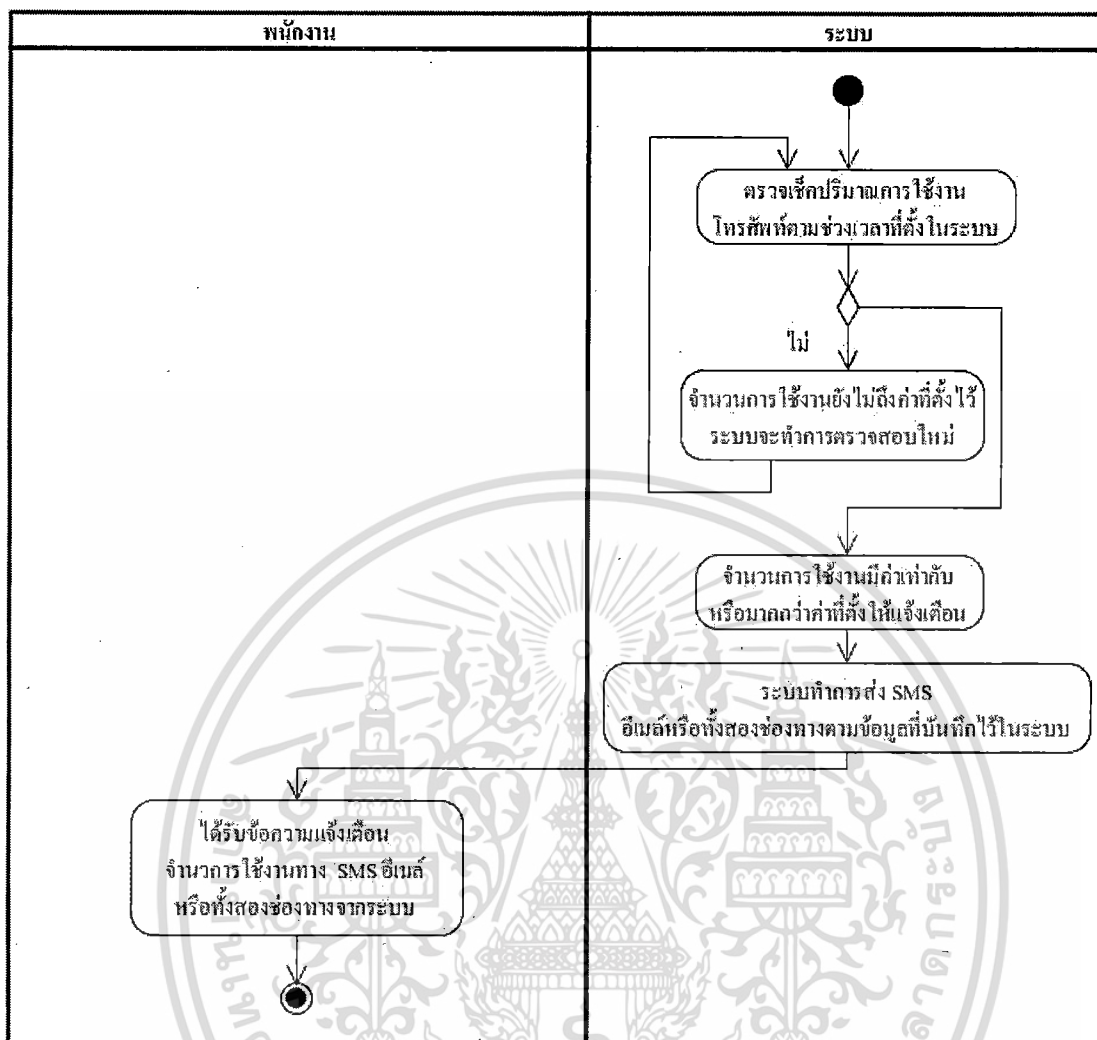 พนักงาน
ระบบ
ตรวจเช็คปริมาณการใช้งาน
โทรศัพท์ตามช่วงเวลาที่ตั้งในระบบ
ไม่
จำนวนการใช้งานยังไม่ถึงค่าที่ตั้งไว้
ระบบจะทำการตรวจสอบใหม่
จำนวนการใช้งานมีค่าเท่ากับ
หรือมากกว่าค่าที่ตั้งให้แจ้งเตือน
ระบบทำการส่ง SMS
อีเมล์หรือทั้งสองช่องทางตามข้อมูลที่บันทึกไว้ในระบบ
ได้รับข้อความแจ้งเตือน
จำนวการใช้งานทาง SMS อีเมล์
หรือทั้งสองช่องทางจากระบบ